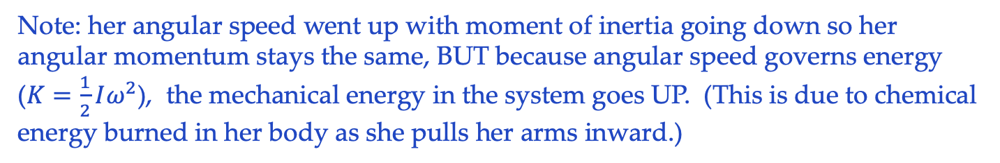 Note: her angular speed went up with moment of inertia going down so her
angular momentum stays the same, BUT because angular speed governs energy
(K = ½Iω²), the mechanical energy in the system goes UP. (This is due to chemical
energy burned in her body as she pulls her arms inward.)